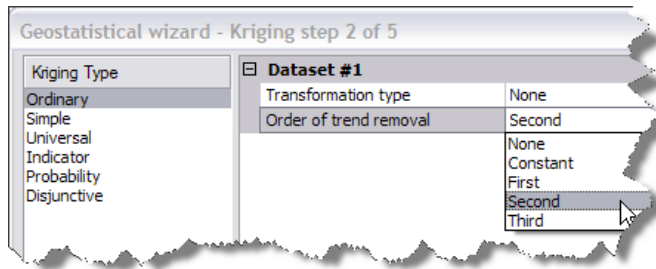 Geostatistical wizard - Kriging step 2 of 5
Kriging Type
Ordinary
Simple
Universal
Indicator
Probability
Disjunctive
Dataset #1
Transformation type None
Order of trend removal Second
None
Constant
First
Second
Third